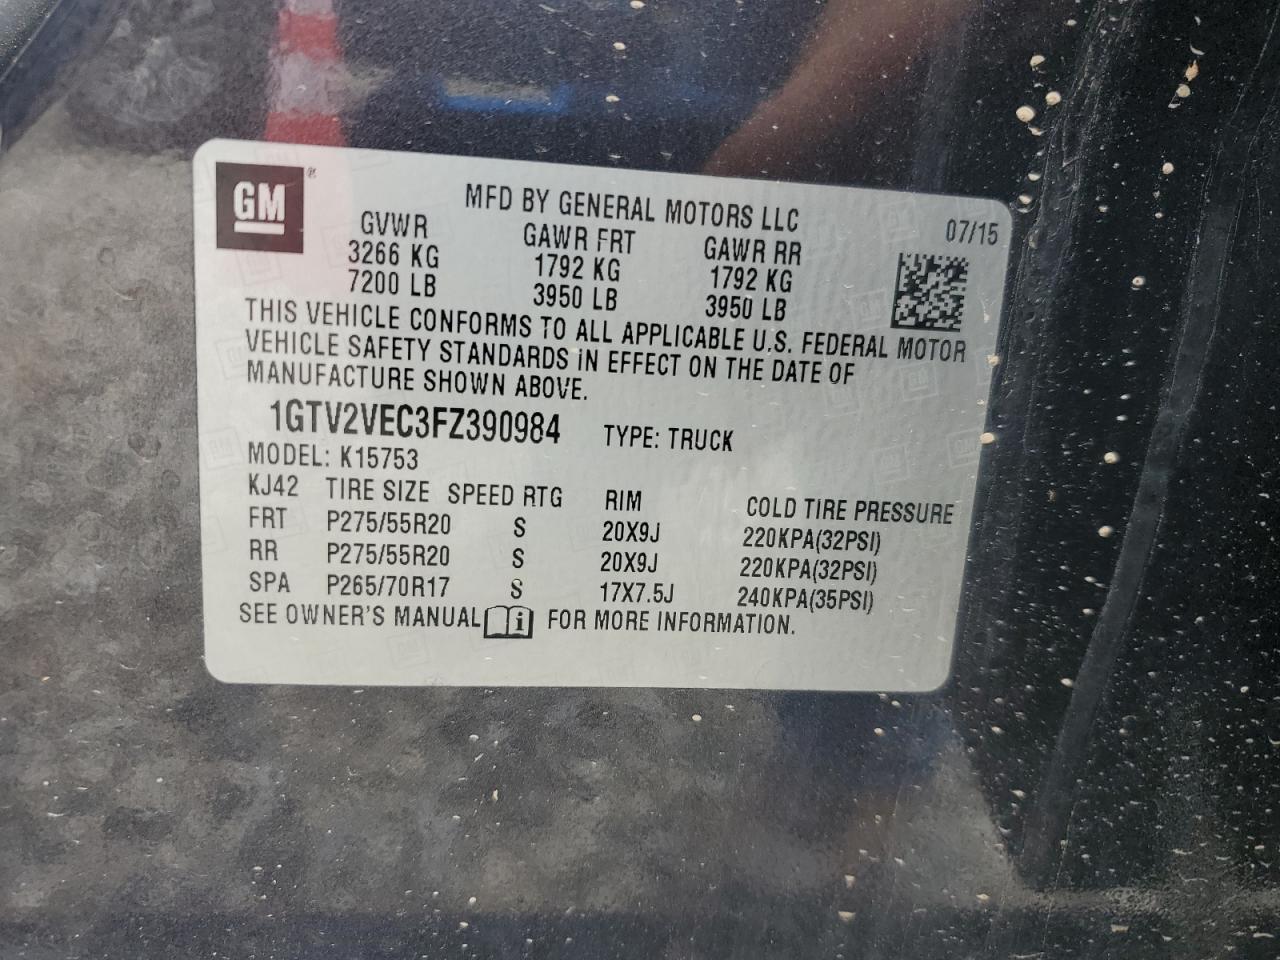 GM®
MFD BY GENERAL MOTORS LLC
07/15
GVWR GAWR FRT GAWR RR
3266 KG 1792 KG 1792 KG
7200 LB 3950 LB 3950 LB
THIS VEHICLE CONFORMS TO ALL APPLICABLE U.S. FEDERAL MOTOR
VEHICLE SAFETY STANDARDS IN EFFECT ON THE DATE OF
MANUFACTURE SHOWN ABOVE.
1GTV2VEC3FZ390984 TYPE: TRUCK
MODEL: K15753
KJ42 TIRE SIZE SPEED RTG RIM COLD TIRE PRESSURE
FRT P275/55R20 S 20X9J 220KPA(32PSI)
RR P275/55R20 S 20X9J 220KPA(32PSI)
SPA P265/70R17 S 17X7.5J 240KPA(35PSI)
SEE OWNER'S MANUAL i FOR MORE INFORMATION.